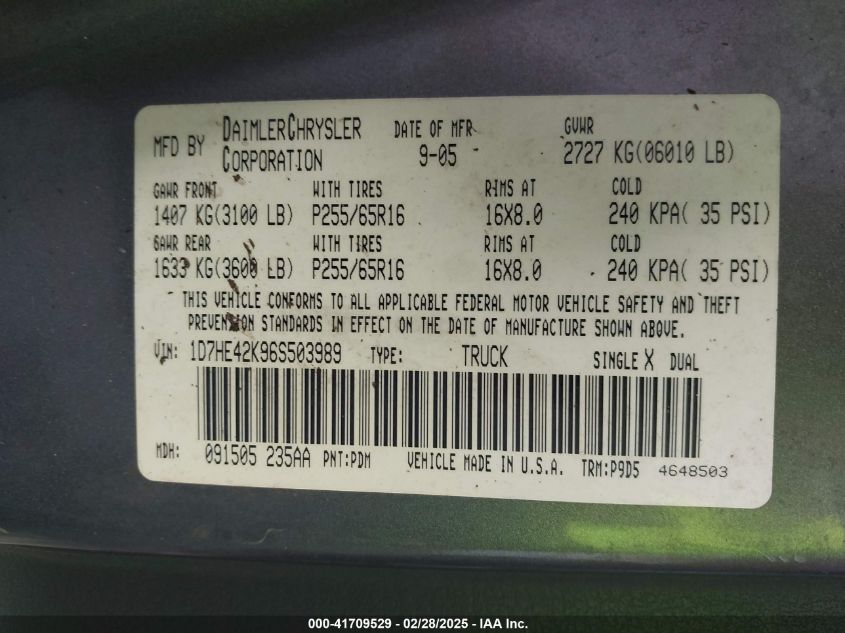 MFD BY DAIMLERCHRYSLER CORPORATION DATE OF MFR 9-05 GVWR 2727 KG(06010 LB)
GAWR FRONT WITH TIRES RIMS AT COLD
1407 KG(3100 LB) P255/65R16 16X8.0 240 KPA( 35 PSI)
GAWR REAR WITH TIRES RIMS AT COLD
1633 KG(3600 LB) P255/65R16 16X8.0 240 KPA( 35 PSI)
THIS VEHICLE CONFORMS TO ALL APPLICABLE FEDERAL MOTOR VEHICLE SAFETY AND THEFT
PREVENSION STANDARDS IN EFFECT ON THE DATE OF MANUFACTURE SHOWN ABOVE.
VIN: 1D7HE42K96S503989 TYPE: TRUCK SINGLE X DUAL
MDH: 091505 235AA PNT:PDM VEHICLE MADE IN U.S.A. TRM:P9D5 4648503
000-41709529 - 02/28/2025 - IAA Inc.